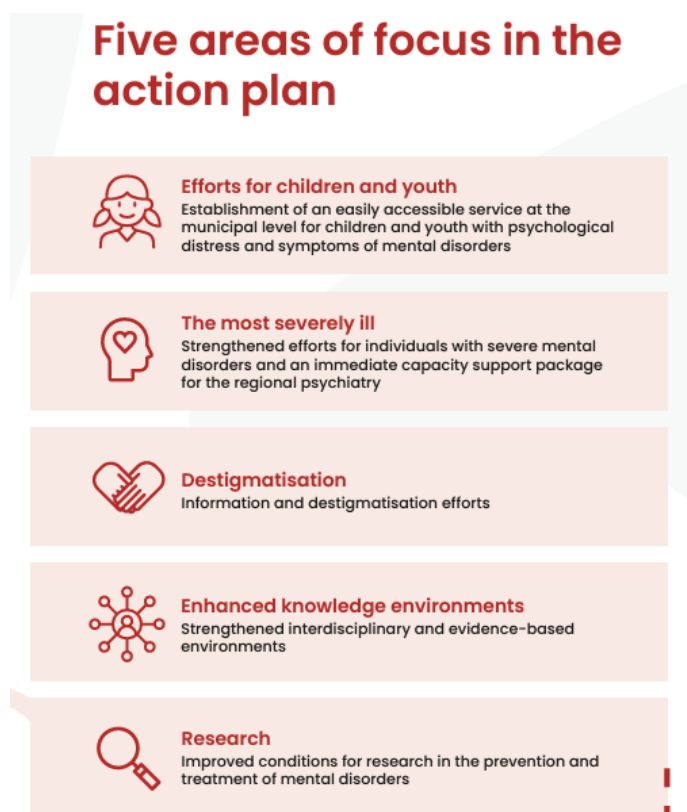 Five areas of focus in the
action plan
Efforts for children and youth
Establishment of an easily accessible service at the
municipal level for children and youth with psychological
distress and symptoms of mental disorders
The most severely ill
Strengthened efforts for individuals with severe mental
disorders and an immediate capacity support package
for the regional psychiatry
Destigmatisation
Information and destigmatisation efforts
Enhanced knowledge environments
Strengthened interdisciplinary and evidence-based
environments
Research
Improved conditions for research in the prevention and
treatment of mental disorders